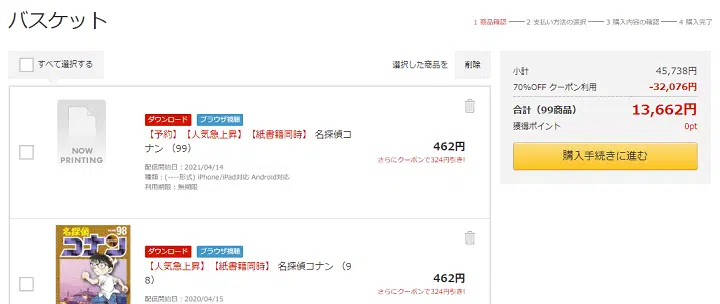 バスケット
1 商品確認 2 支払い方法の選択 3 購入内容の確認 4 購入完了
すべて選択する
選択した商品を 削除
NOW
PRINTING
ダウンロード ブラウザ視聴
【予約】【人気急上昇】【紙書籍同時】 名探偵コ
ナン （99）
配信開始日：2021/04/14
種類：(----形式) iPhone/iPad対応 Android対応
利用期限：無期限
462円
さらにクーポンで324円引き!
名探偵
コナン
98
ダウンロード ブラウザ視聴
【人気急上昇】【紙書籍同時】 名探偵コナン （9
8）
配信開始日：2020/04/15
462円
さらにクーポンで324円引き!
小計 45,738円
70%OFF クーポン利用 -32,076円
合計（99商品） 13,662円
獲得ポイント 0pt
購入手続きに進む